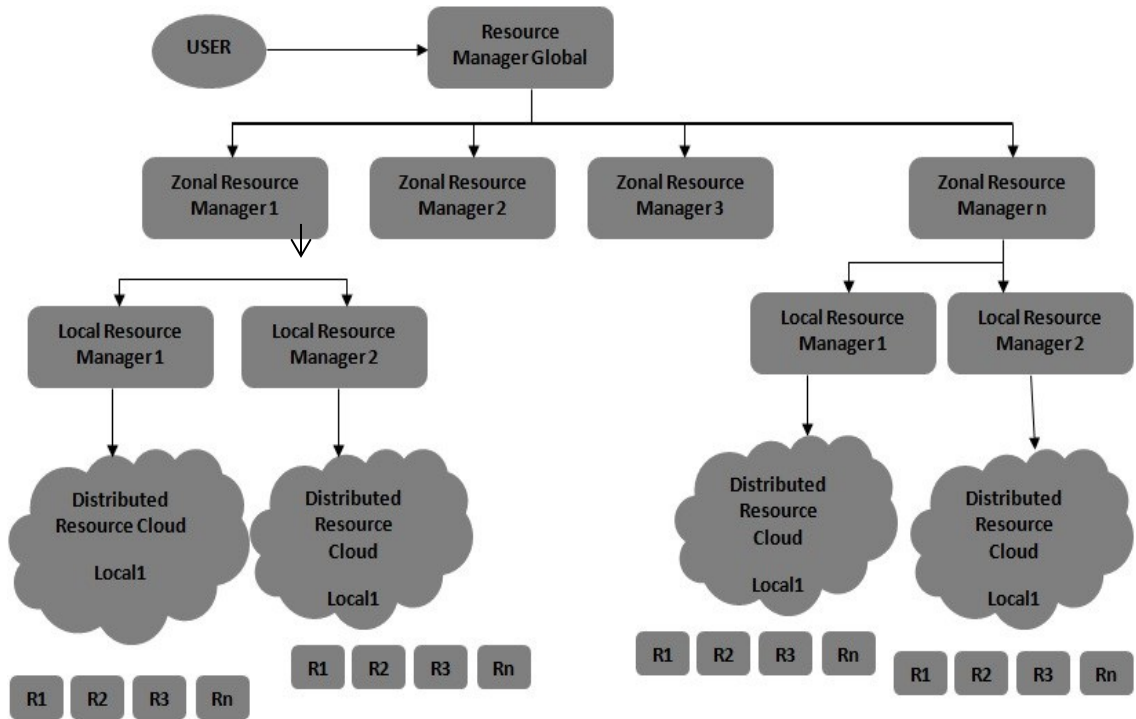 USER
Resource
Manager Global
Zonal Resource
Manager 1
Zonal Resource
Manager 2
Zonal Resource
Manager 3
Zonal Resource
Manager n
Local Resource
Manager 1
Local Resource
Manager 2
Local Resource
Manager 1
Local Resource
Manager 2
Distributed
Resource Cloud
Local1
Distributed
Resource
Cloud
Local1
Distributed
Resource
Cloud
Local1
Distributed
Resource
Cloud
Local1
R1 R2 R3 Rn
R1 R2 R3 Rn
R1 R2 R3 Rn
R1 R2 R3 Rn